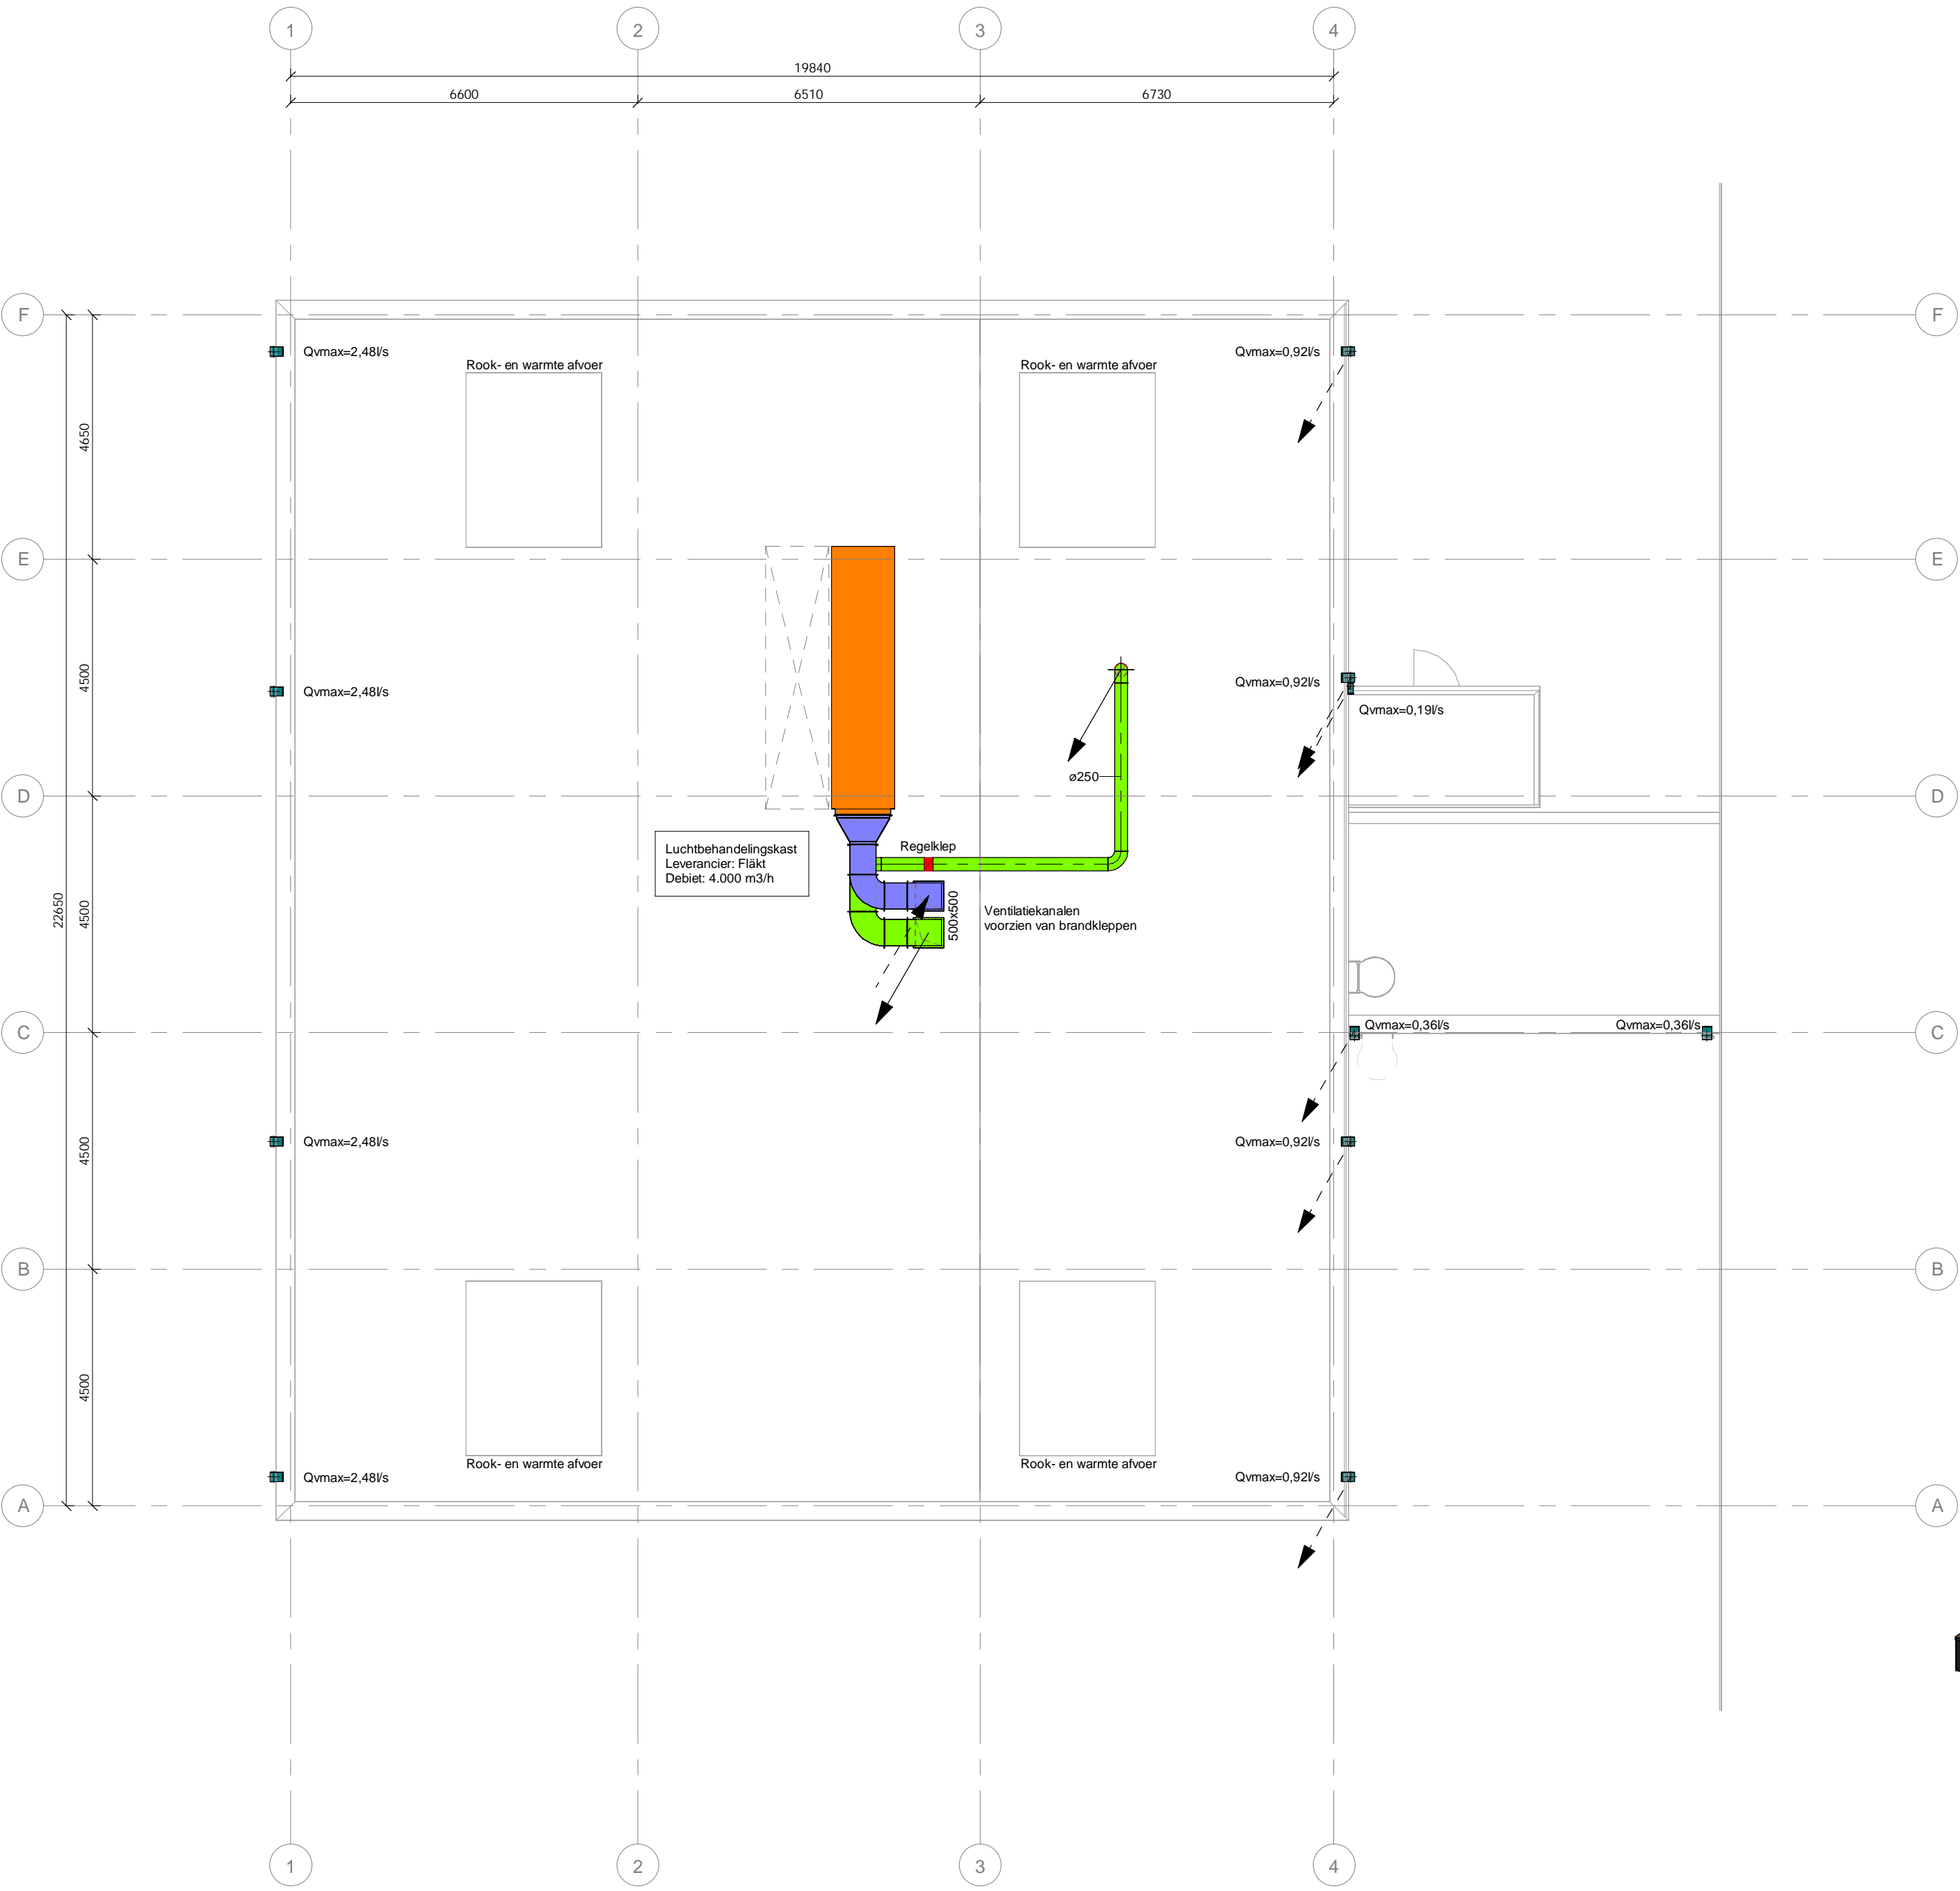 1
2
3
4
19840
6600
6510
6730
F
F
Qvmax=2,48l/s
Rook- en warmte afvoer
Rook- en warmte afvoer
Qvmax=0,92l/s
4650
E
E
4500
Qvmax=2,48l/s
Qvmax=0,92l/s
Qvmax=0,19l/s
ø250
D
D
Luchtbehandelingskast
Leverancier: Fläkt
Debiet: 4.000 m3/h
Regelklep
22650
4500
500x500
Ventilatiekanalen
voorzien van brandkleppen
C
Qvmax=0,36l/s
Qvmax=0,36l/s
C
4500
Qvmax=2,48l/s
Qvmax=0,92l/s
B
B
4500
Rook- en warmte afvoer
Rook- en warmte afvoer
Qvmax=2,48l/s
Qvmax=0,92l/s
A
A
1
2
3
4